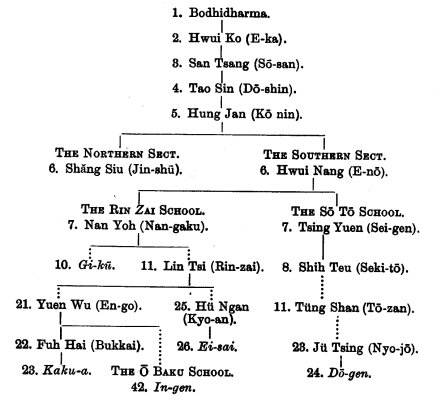 1. Bodhidharma.
2. Hwui Ko (E-ka).
3. San Tsang (Sō-san).
4. Tao Sin (Dō-shin).
5. Hung Jan (Kō nin).
The Northern Sect. The Southern Sect.
6. Shăng Siu (Jin-shū). 6. Hwui Nang (E-nō).
The Rin Zai School. The Sō Tō School.
7. Nan Yoh (Nan-gaku). 7. Tsing Yuen (Sei-gen).
10. Gi-kū. 11. Lin Tsi (Rin-zai). 8. Shih Teu (Seki-tō).
21. Yuen Wu (En-go). 25. Hü Ngan 11. Tüng Shan (Tō-zan).
(Kyo-an).
22. Fuh Hai (Bukkai). 26. Ei-sai. 23. Jü Tsing (Nyo-jō).
23. Kaku-a. The Ō Baku School. 24. Dō-gen.
42. In-gen.